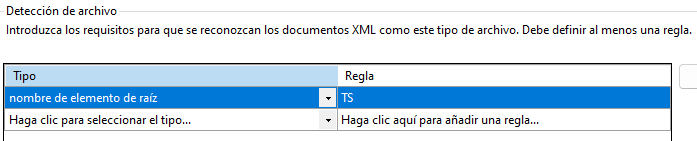 Detección de archivo
Introduzca los requisitos para que se reconozcan los documentos XML como este tipo de archivo. Debe definir al menos una regla.
Tipo Regla
nombre de elemento de raíz TS
Haga clic para seleccionar el tipo... Haga clic aquí para añadir una regla...